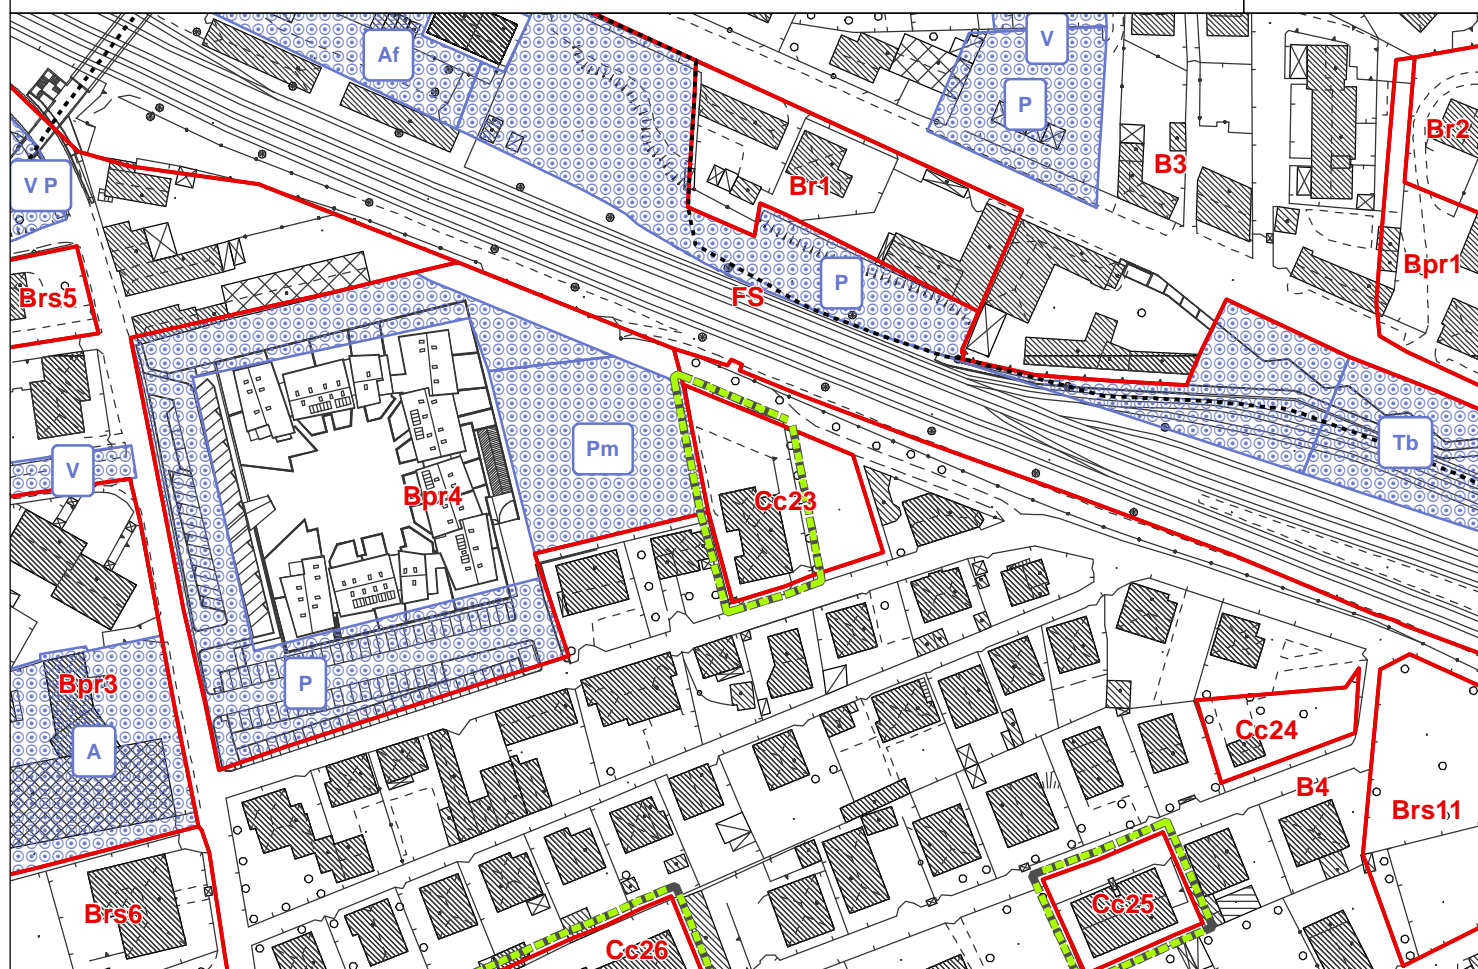 V
Af
P
Br2
B3
V P
Br1
Bpr1
P
Brs5
FS
Tb
Pm
V
Bpr4
Cc23
Bpr3
P
Cc24
A
B4
Brs11
Cc25
Brs6
Cc26